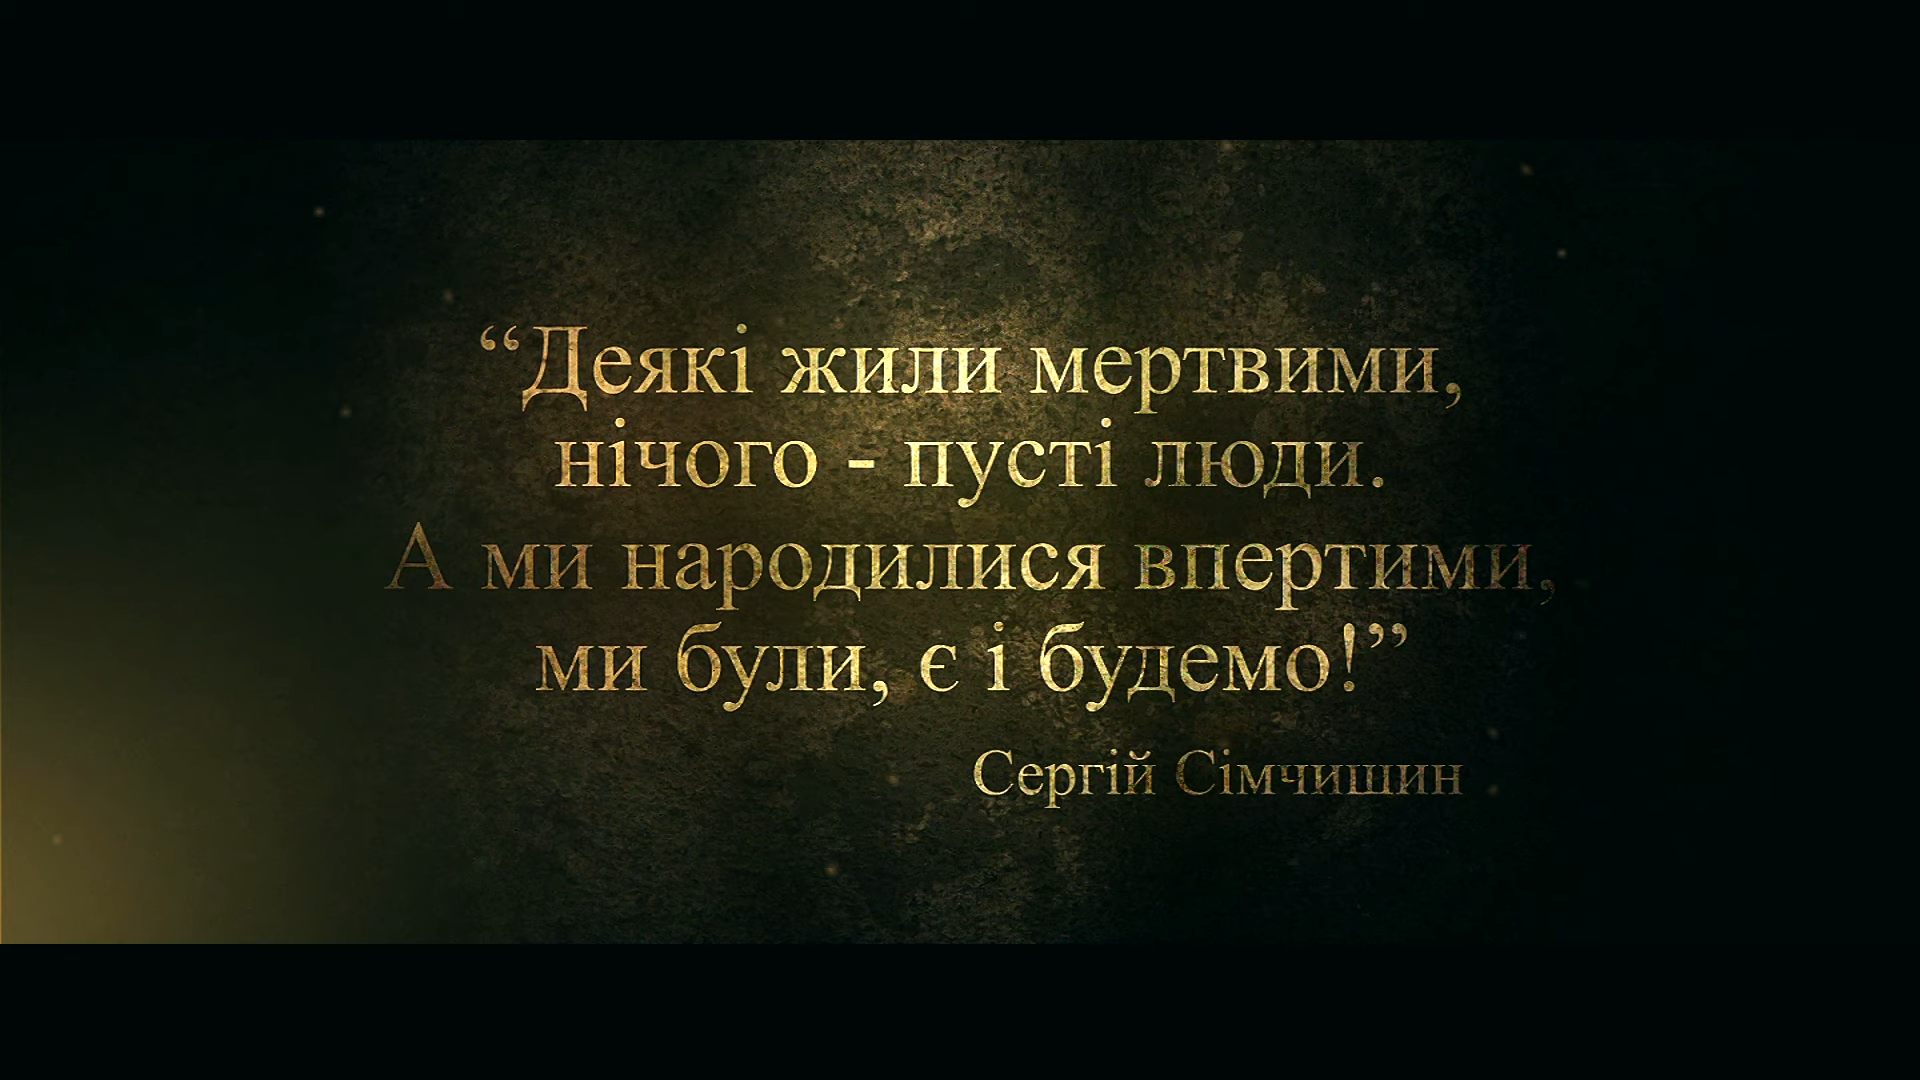 “Деякі жили мертвими,
нічого - пусті люди.
А ми народилися впертими,
ми були, є і будемо!”
Сергій Сімчишин